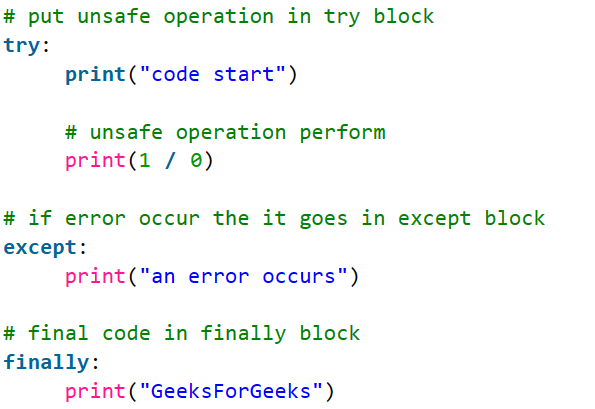 # put unsafe operation in try block
try:
     print("code start")
     # unsafe operation perform
     print(1 / 0)
# if error occur the it goes in except block
except:
     print("an error occurs")
# final code in finally block
finally:
     print("GeeksForGeeks")